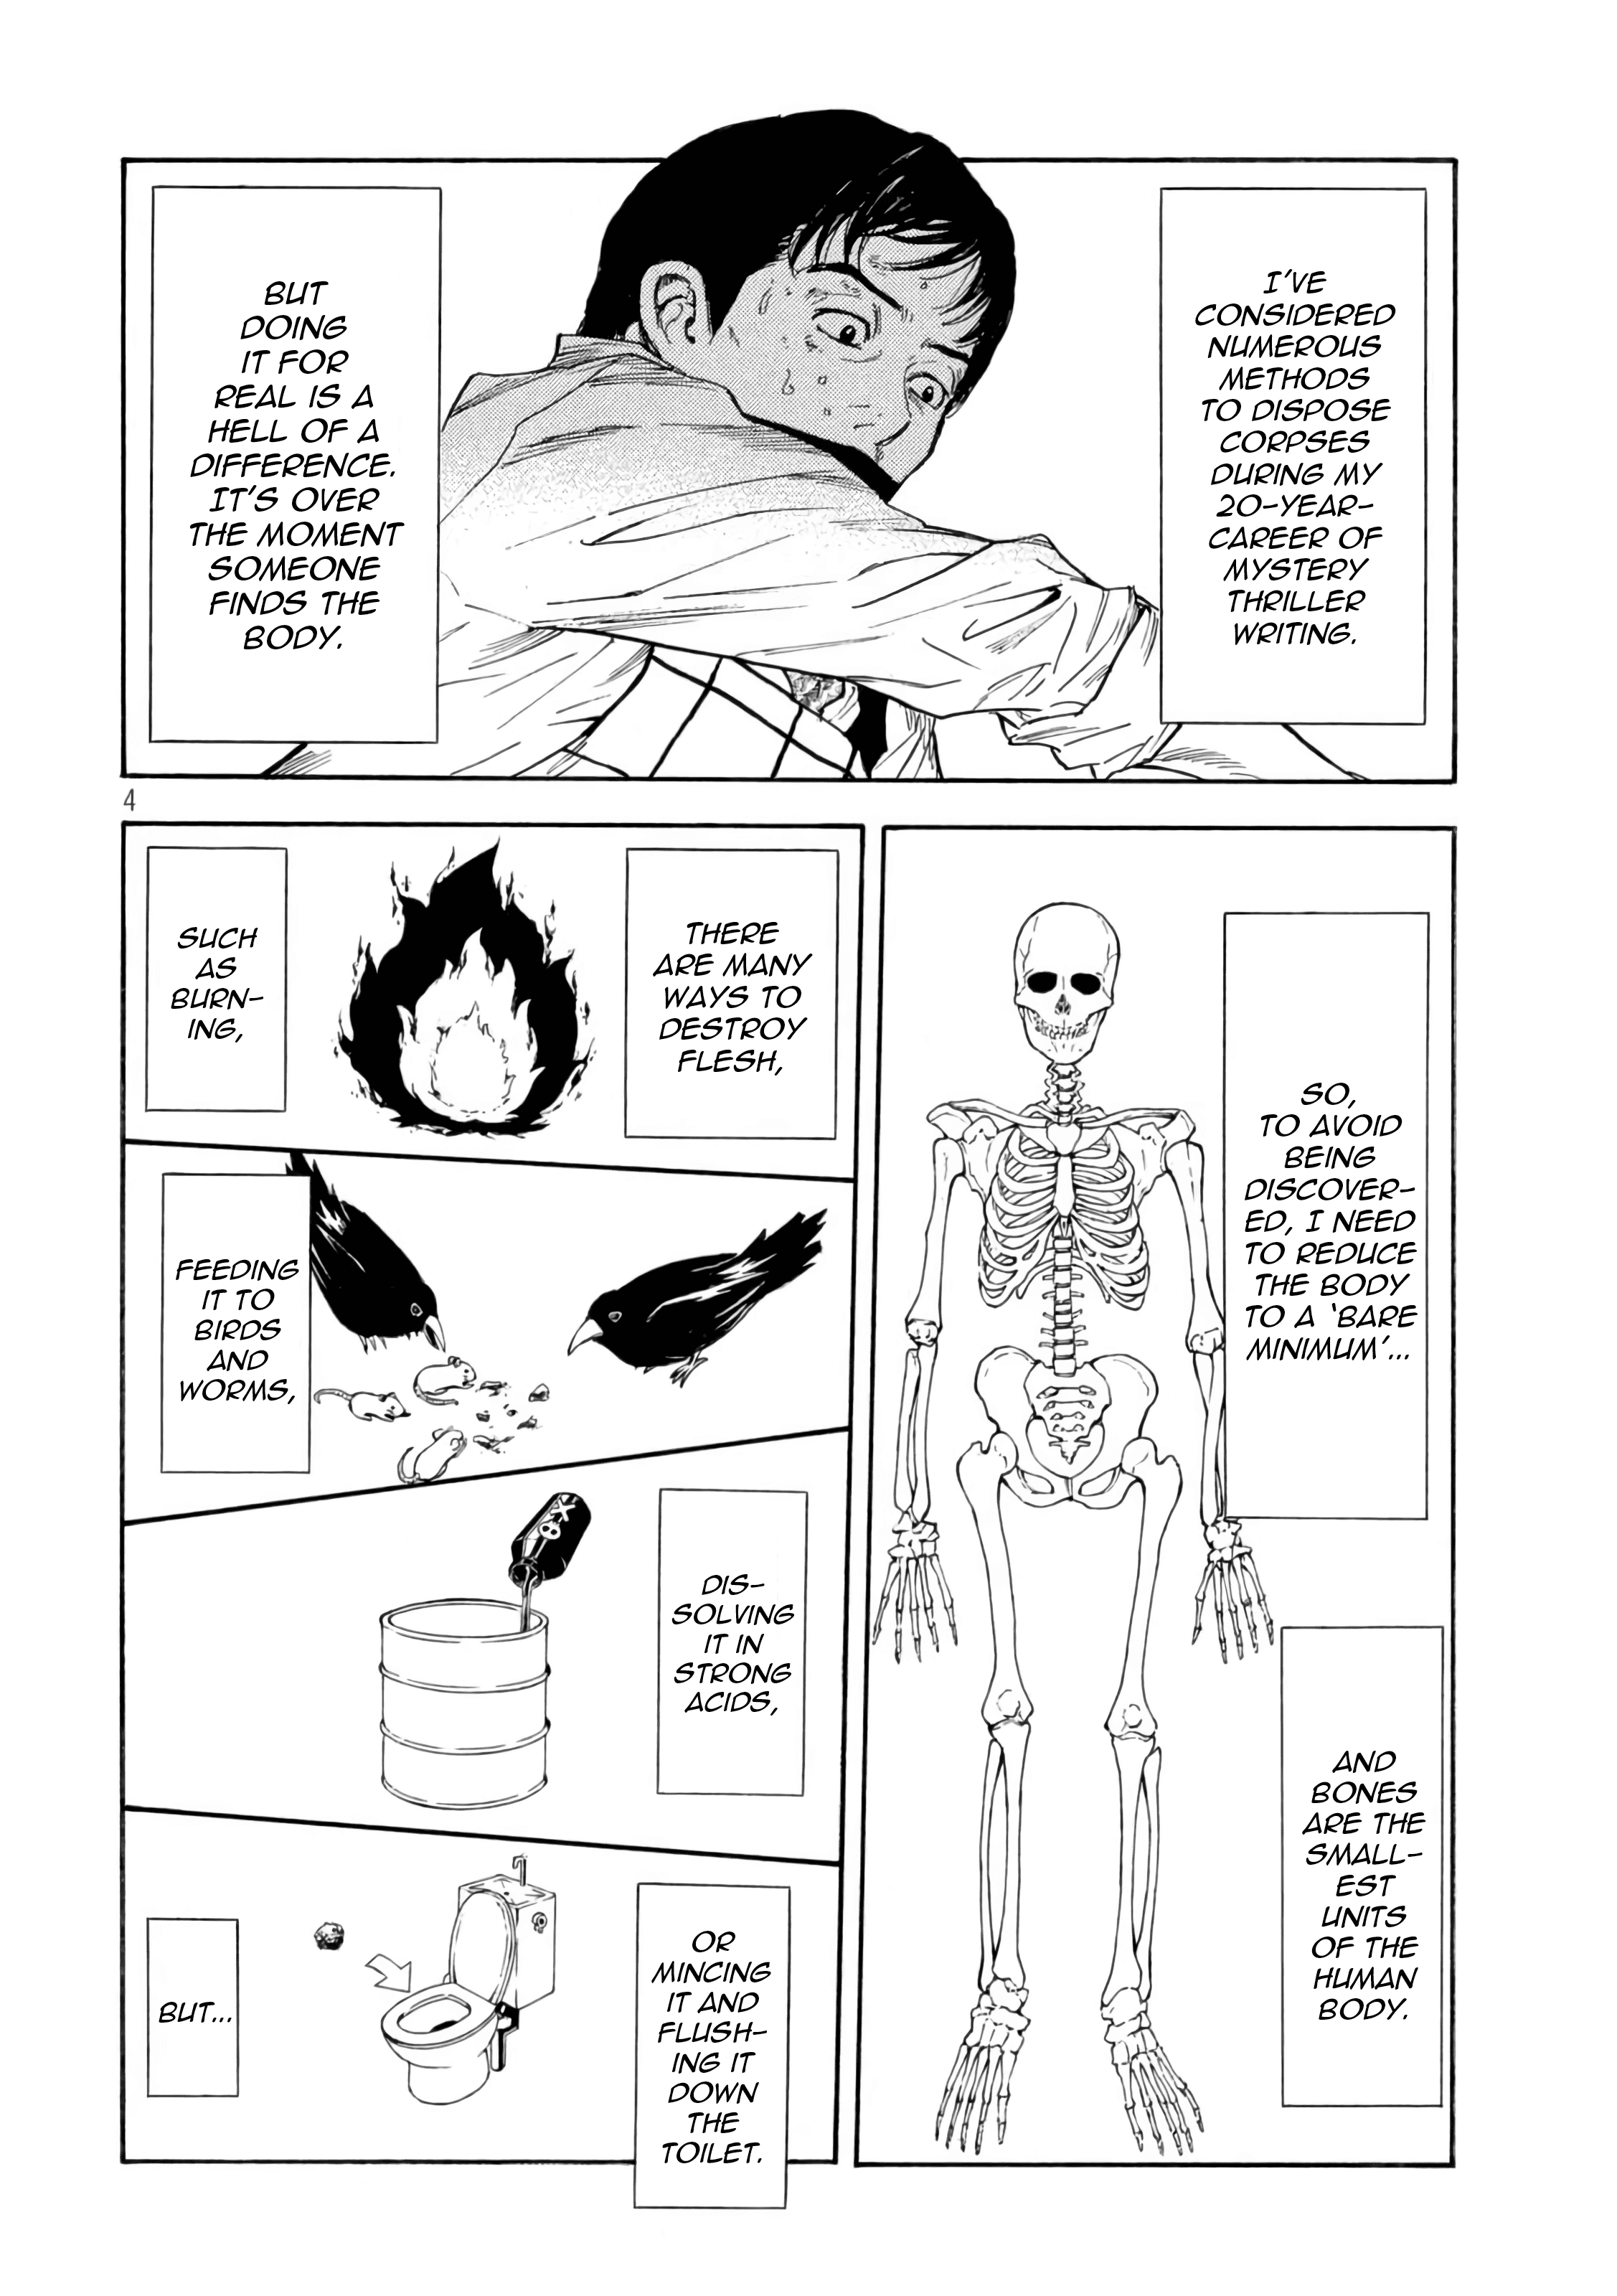 I'VE
CONSIDERED
NUMEROUS
METHODS
TO DISPOSE
CORPSES
DURING MY
20-YEAR-
CAREER OF
MYSTERY
THRILLER
WRITING.
BUT
DOING
IT FOR
REAL IS A
HELL OF A
DIFFERENCE.
IT'S OVER
THE MOMENT
SOMEONE
FINDS THE
BODY.
4
SO,
TO AVOID
BEING
DISCOVER-
ED, I NEED
TO REDUCE
THE BODY
TO A 'BARE
MINIMUM'...
AND
BONES
ARE THE
SMALL-
EST
UNITS
OF THE
HUMAN
BODY.
THERE
ARE MANY
WAYS TO
DESTROY
FLESH,
SUCH
AS
BURN-
ING,
FEEDING
IT TO
BIRDS
AND
WORMS,
DIS-
SOLVING
IT IN
STRONG
ACIDS,
OR
MINCING
IT AND
FLUSH-
ING IT
DOWN
THE
TOILET.
BUT...